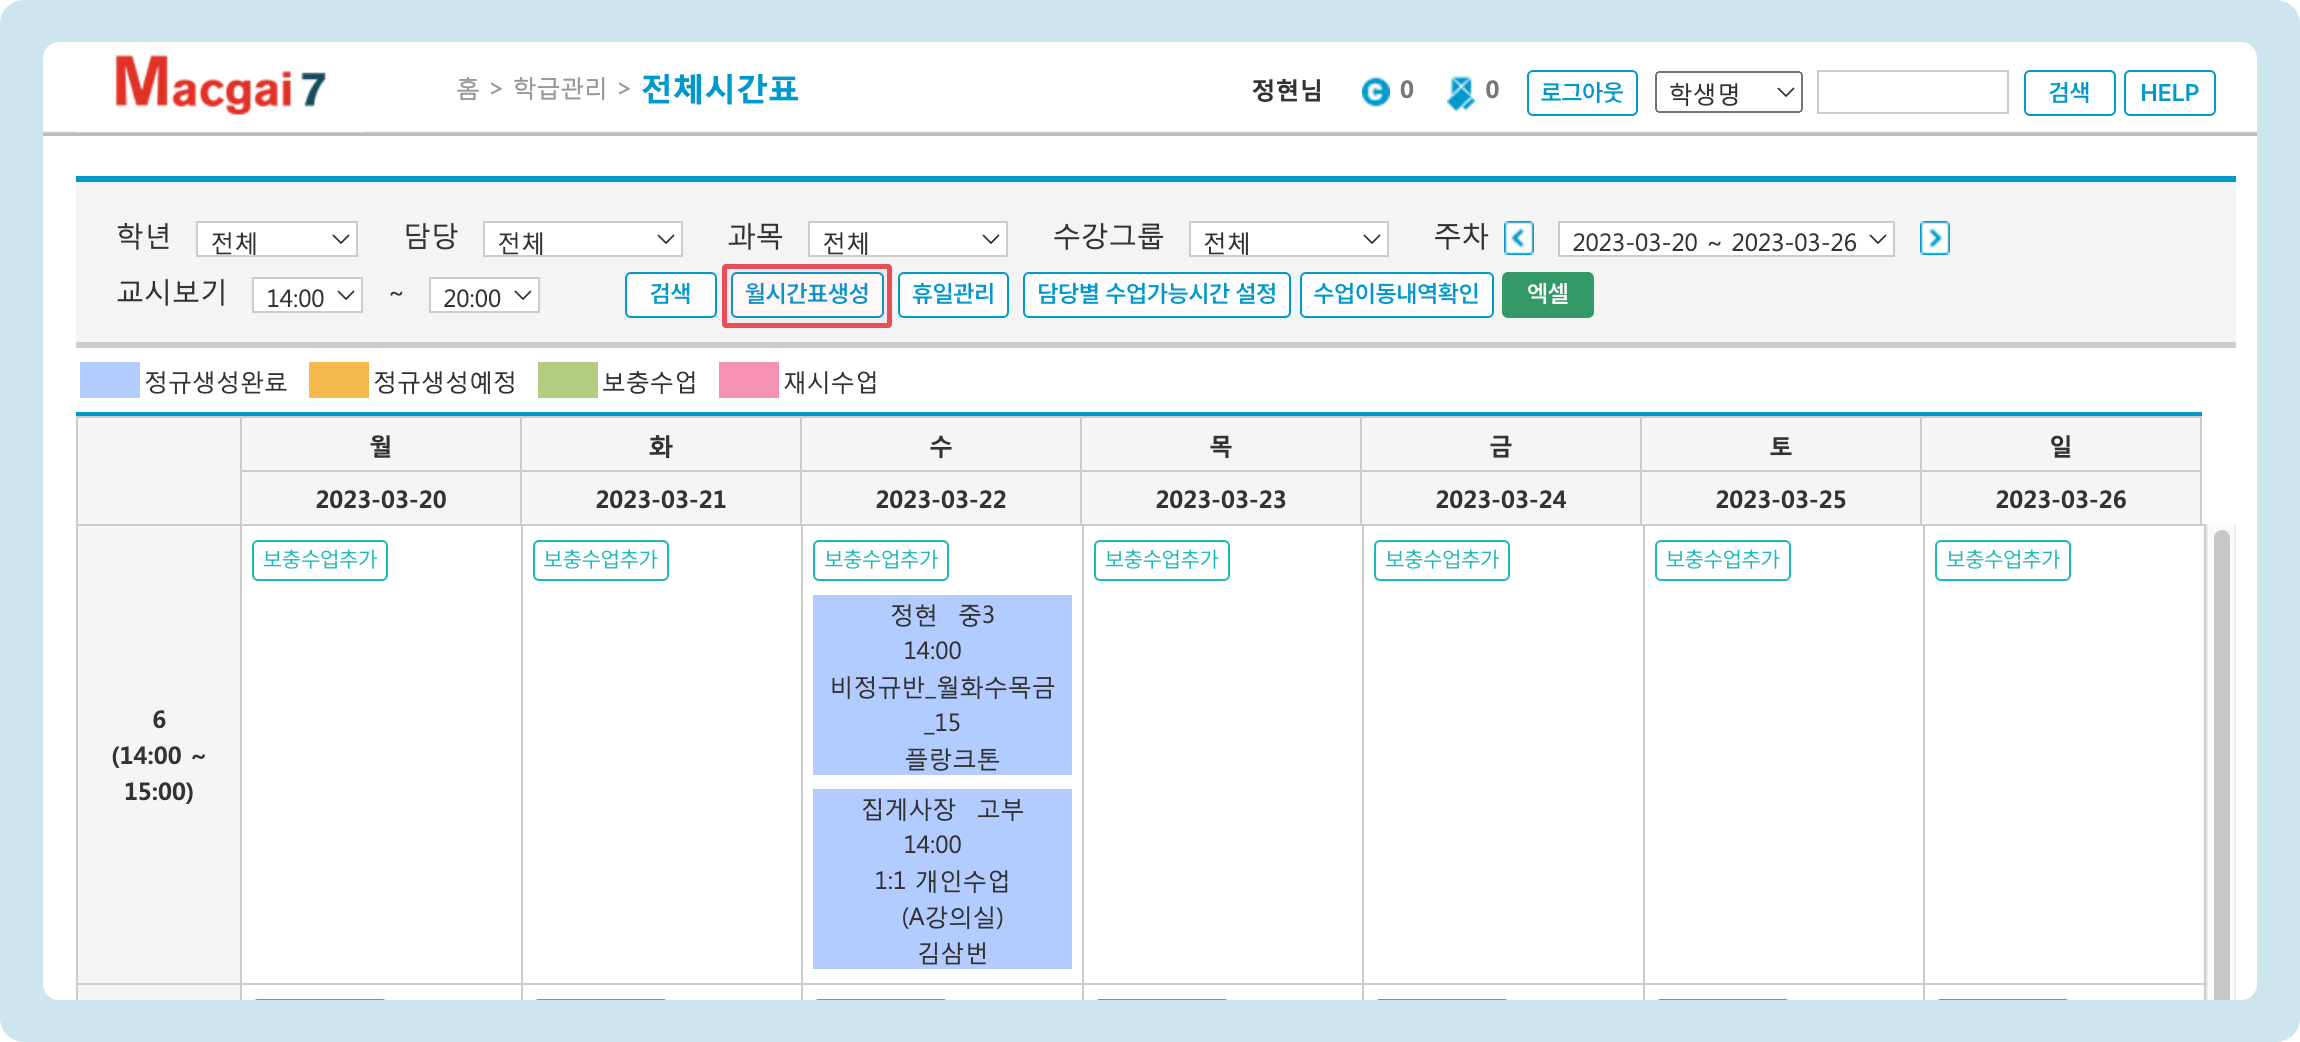 Macgai 7
홈 > 학급관리 > 전체시간표
정현님 0 0 로그아웃 학생명 검색 HELP
학년 전체 담당 전체 과목 전체 수강그룹 전체 주차 2023-03-20 ~ 2023-03-26
교시보기 14:00 ~ 20:00 검색 월시간표생성 휴일관리 담당별 수업가능시간 설정 수업이동내역확인 엑셀
정규생성완료 정규생성예정 보충수업 재시수업
월 화 수 목 금 토 일
2023-03-20 2023-03-21 2023-03-22 2023-03-23 2023-03-24 2023-03-25 2023-03-26
보충수업추가 보충수업추가 보충수업추가 보충수업추가 보충수업추가 보충수업추가 보충수업추가
6
(14:00 ~
15:00)
정현 중3
14:00
비정규반_월화수목금
_15
플랑크톤
집게사장 고부
14:00
1:1 개인수업
(A강의실)
김삼번